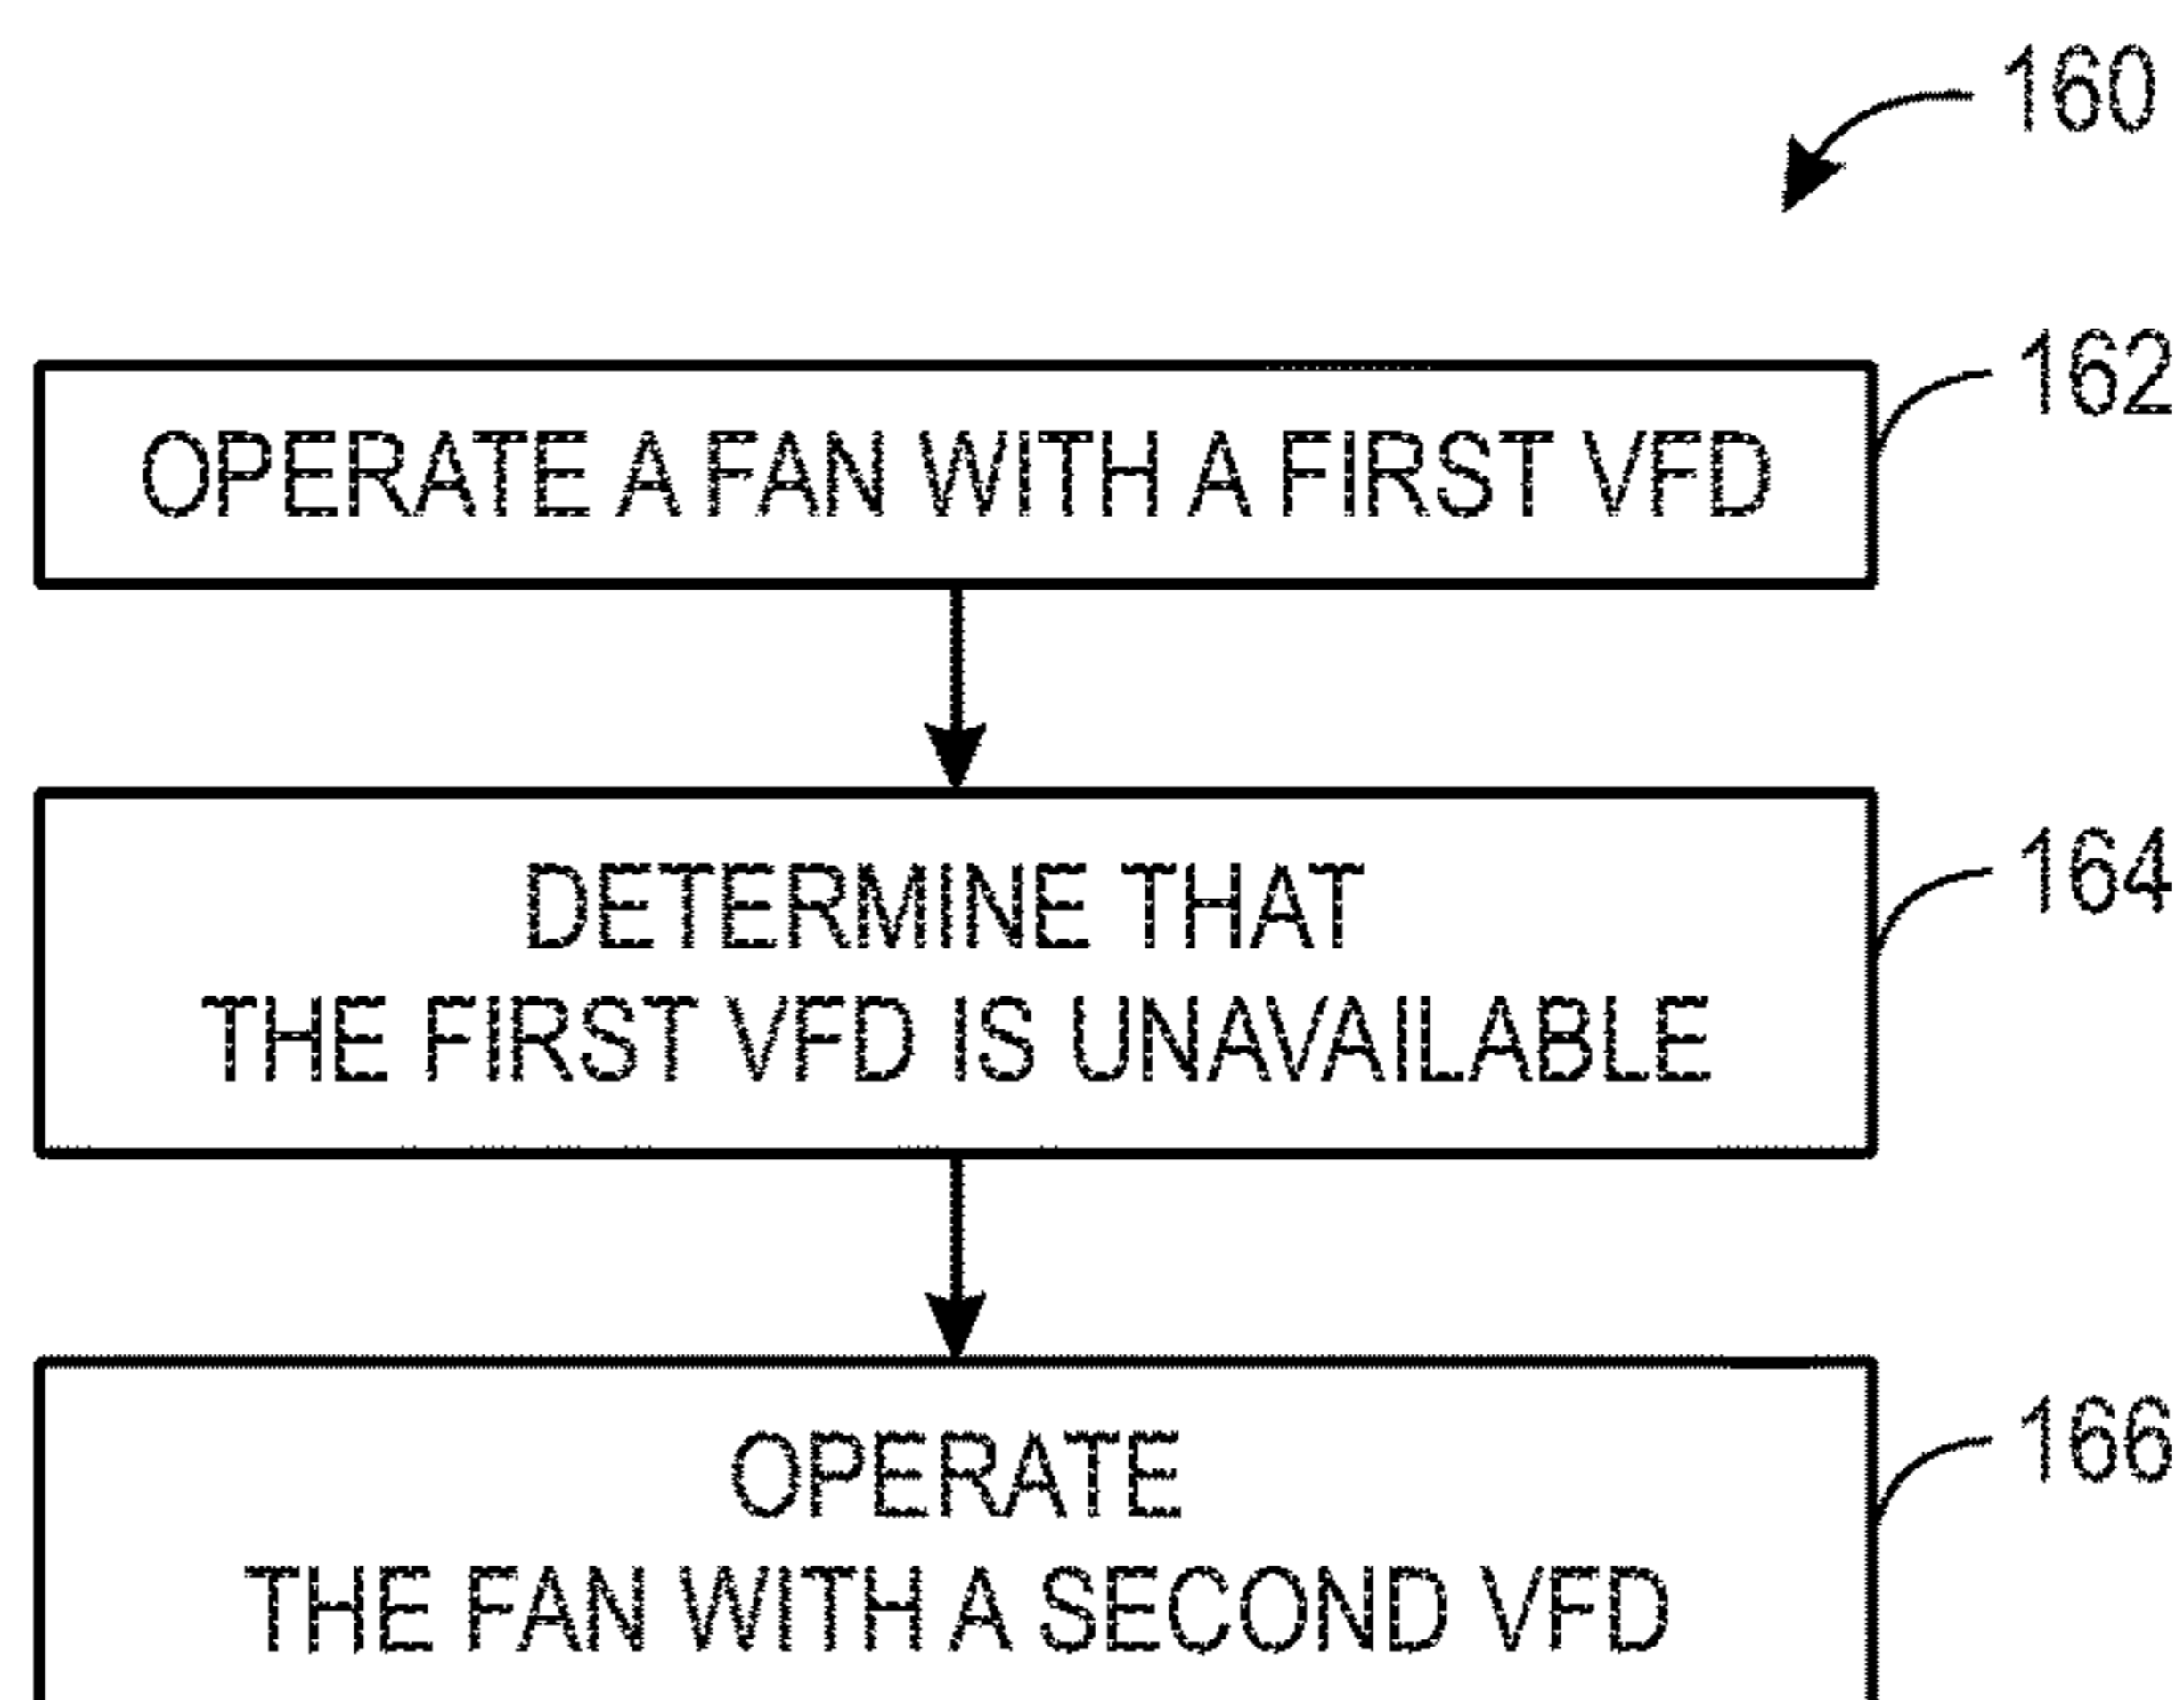 160
162
OPERATE A FAN WITH A FIRST VFD
164
DETERMINE THAT
THE FIRST VFD IS UNAVAILABLE
166
OPERATE
THE FAN WITH A SECOND VFD